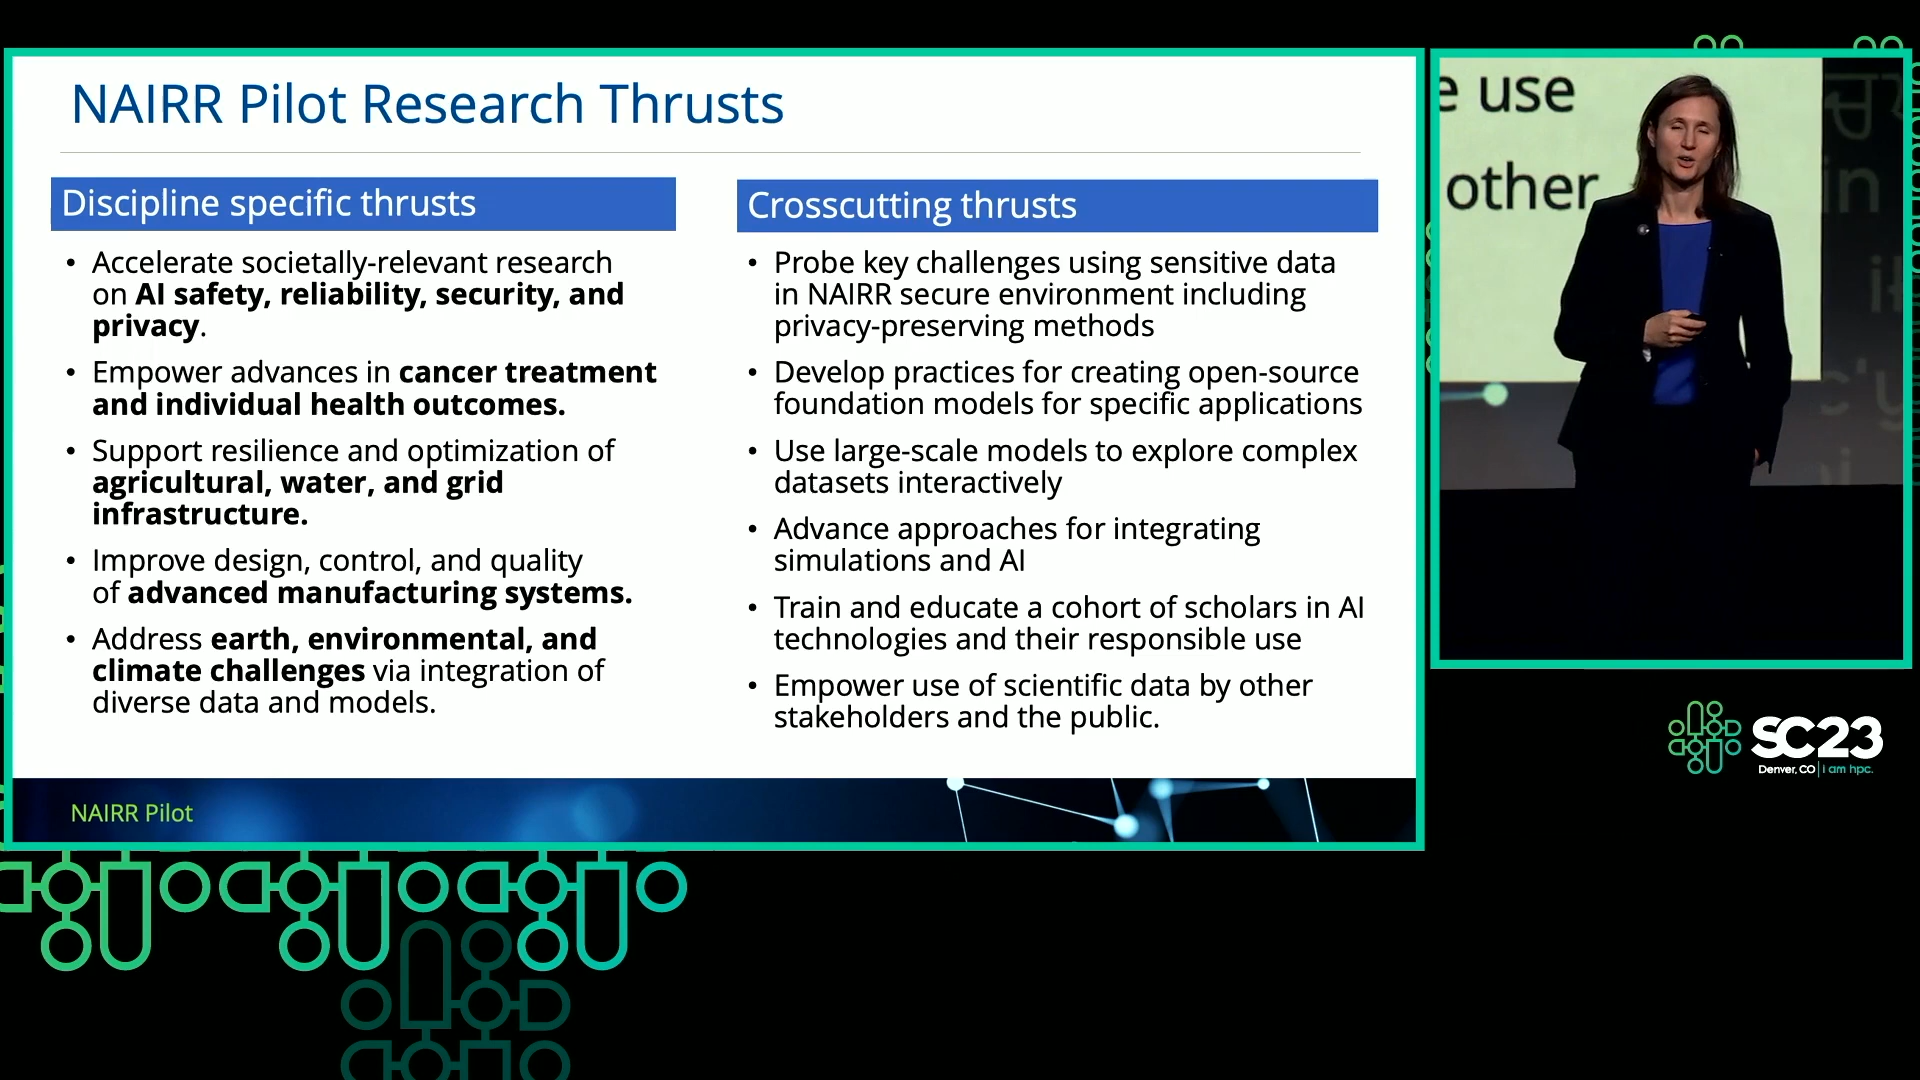 NAIRR Pilot Research Thrusts
Discipline specific thrusts
• Accelerate societally-relevant research
on AI safety, reliability, security, and
privacy.
• Empower advances in cancer treatment
and individual health outcomes.
• Support resilience and optimization of
agricultural, water, and grid
infrastructure.
• Improve design, control, and quality
of advanced manufacturing systems.
• Address earth, environmental, and
climate challenges via integration of
diverse data and models.
Crosscutting thrusts
• Probe key challenges using sensitive data
in NAIRR secure environment including
privacy-preserving methods
• Develop practices for creating open-source
foundation models for specific applications
• Use large-scale models to explore complex
datasets interactively
• Advance approaches for integrating
simulations and AI
• Train and educate a cohort of scholars in AI
technologies and their responsible use
• Empower use of scientific data by other
stakeholders and the public.
NAIRR Pilot
e use
other
in
SC23
Denver, CO | i am hpc.